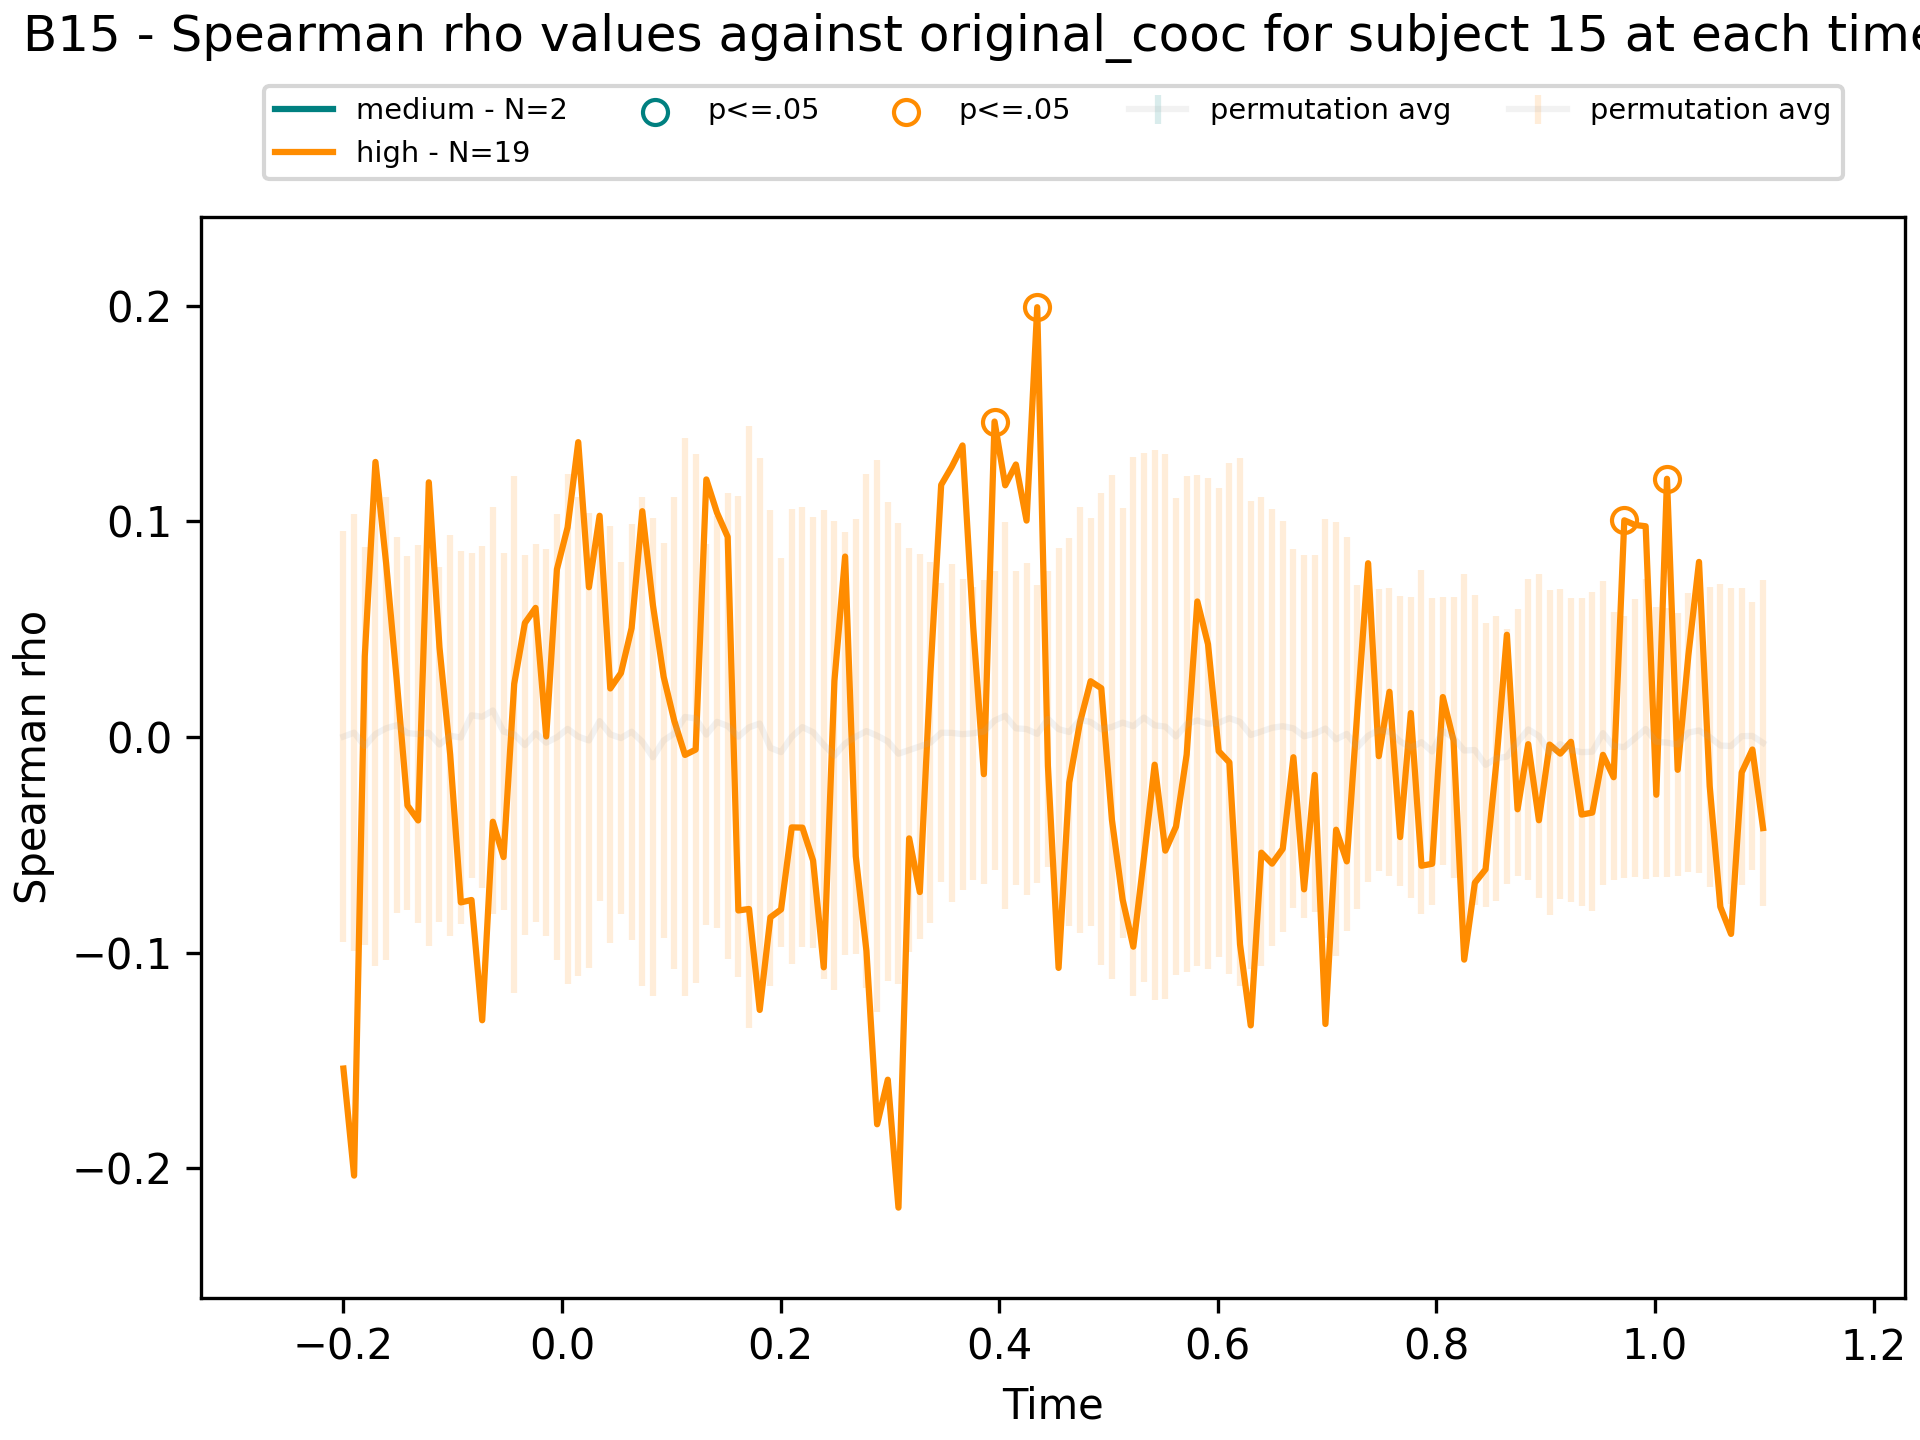 B15 - Spearman rho values against original_cooc for subject 15 at each time
medium - N=2
high - N=19
p<=.05
p<=.05
permutation avg
permutation avg
Spearman rho
0.2
0.1
0.0
−0.1
−0.2
−0.2 0.0 0.2 0.4 0.6 0.8 1.0 1.2
Time